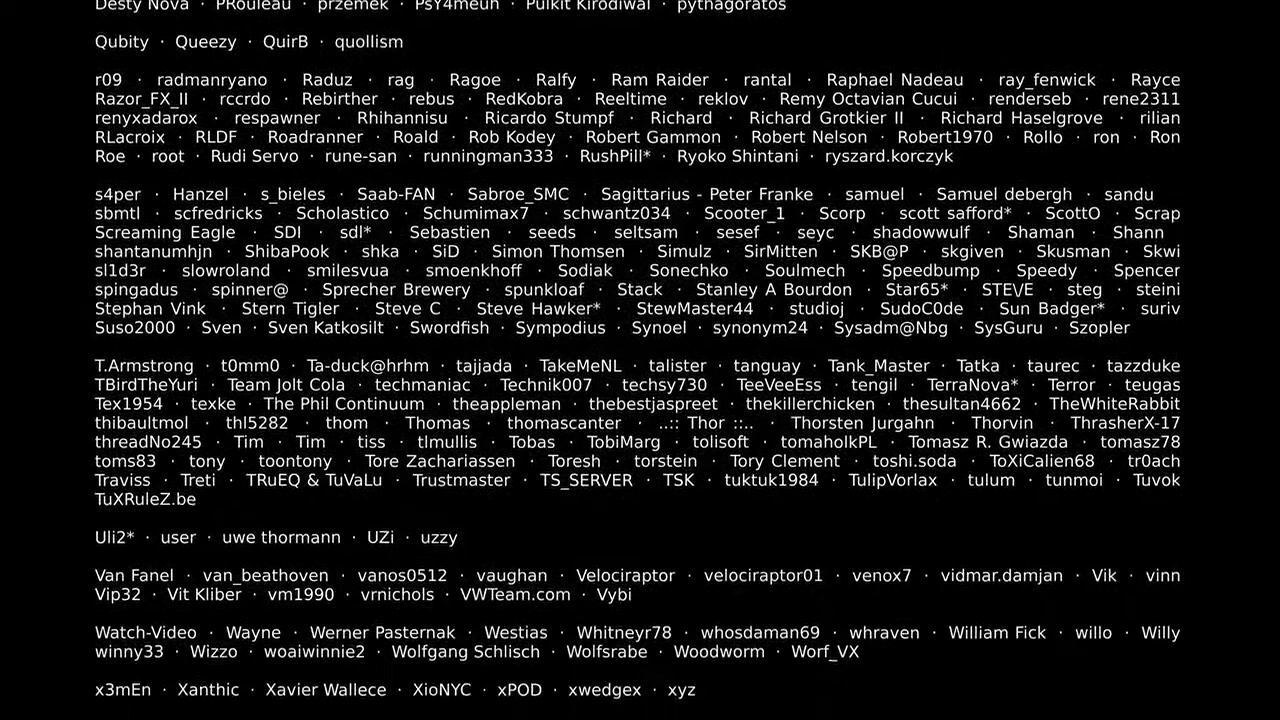 Desty Nova · PRouleau · przemek · PsY4meuh · Pulkit Kirodiwal · pythagoratos
Qubity · Queezy · QuirB · quollism
r09 · radmanryano · Raduz · rag · Ragoe · Ralfy · Ram Raider · rantal · Raphael Nadeau · ray_fenwick · Rayce
Razor_FX_II · rccrdo · Rebirther · rebus · RedKobra · Reeltime · reklov · Remy Octavian Cucui · renderseb · rene2311
renyxadarox · respawner · Rhihannisu · Ricardo Stumpf · Richard · Richard Grotkier II · Richard Haselgrove · rilian
RLacroix · RLDF · Roadranner · Roald · Rob Kodey · Robert Gammon · Robert Nelson · Robert1970 · Rollo · ron · Ron
Roe · root · Rudi Servo · rune-san · runningman333 · RushPill* · Ryoko Shintani · ryszard.korczyk
s4per · Hanzel · s_bieles · Saab-FAN · Sabroe_SMC · Sagittarius - Peter Franke · samuel · Samuel debergh · sandu
sbmtl · scfredricks · Scholastico · Schumimax7 · schwantz034 · Scooter_1 · Scorp · scott safford* · ScottO · Scrap
Screaming Eagle · SDI · sdl* · Sebastien · seeds · seltsam · sesef · seyc · shadowwulf · Shaman · Shann
shantanumhjn · ShibaPook · shka · SiD · Simon Thomsen · Simulz · SirMitten · SKB@P · skgiven · Skusman · Skwi
sl1d3r · slowroland · smilesvua · smoenkhoff · Sodiak · Sonechko · Soulmech · Speedbump · Speedy · Spencer
spingadus · spinner@ · Sprecher Brewery · spunkloaf · Stack · Stanley A Bourdon · Star65* · STE\/E · steg · steini
Stephan Vink · Stern Tigler · Steve C · Steve Hawker* · StewMaster44 · studioj · SudoC0de · Sun Badger* · suriv
Suso2000 · Sven · Sven Katkosilt · Swordfish · Sympodius · Synoel · synonym24 · Sysadm@Nbg · SysGuru · Szopler
T.Armstrong · t0mm0 · Ta-duck@hrhm · tajjada · TakeMeNL · talister · tanguay · Tank_Master · Tatka · taurec · tazzduke
TBirdTheYuri · Team Jolt Cola · techmaniac · Technik007 · techsy730 · TeeVeeEss · tengil · TerraNova* · Terror · teugas
Tex1954 · texke · The Phil Continuum · theappleman · thebestjaspreet · thekillerchicken · thesultan4662 · TheWhiteRabbit
thibaultmol · thl5282 · thom · Thomas · thomascanter · ..:: Thor ::.. · Thorsten Jurgahn · Thorvin · ThrasherX-17
threadNo245 · Tim · Tim · tiss · tlmullis · Tobas · TobiMarg · tolisoft · tomaholkPL · Tomasz R. Gwiazda · tomasz78
toms83 · tony · toontony · Tore Zachariassen · Toresh · torstein · Tory Clement · toshi.soda · ToXiCalien68 · tr0ach
Traviss · Treti · TRuEQ & TuVaLu · Trustmaster · TS_SERVER · TSK · tuktuk1984 · TulipVorlax · tulum · tunmoi · Tuvok
TuXRuleZ.be
Uli2* · user · uwe thormann · UZi · uzzy
Van Fanel · van_beathoven · vanos0512 · vaughan · Velociraptor · velociraptor01 · venox7 · vidmar.damjan · Vik · vinn
Vip32 · Vit Kliber · vm1990 · vrnichols · VWTeam.com · Vybi
Watch-Video · Wayne · Werner Pasternak · Westias · Whitneyr78 · whosdaman69 · whraven · William Fick · willo · Willy
winny33 · Wizzo · woaiwinnie2 · Wolfgang Schlisch · Wolfsrabe · Woodworm · Worf_VX
x3mEn · Xanthic · Xavier Wallece · XioNYC · xPOD · xwedgex · xyz